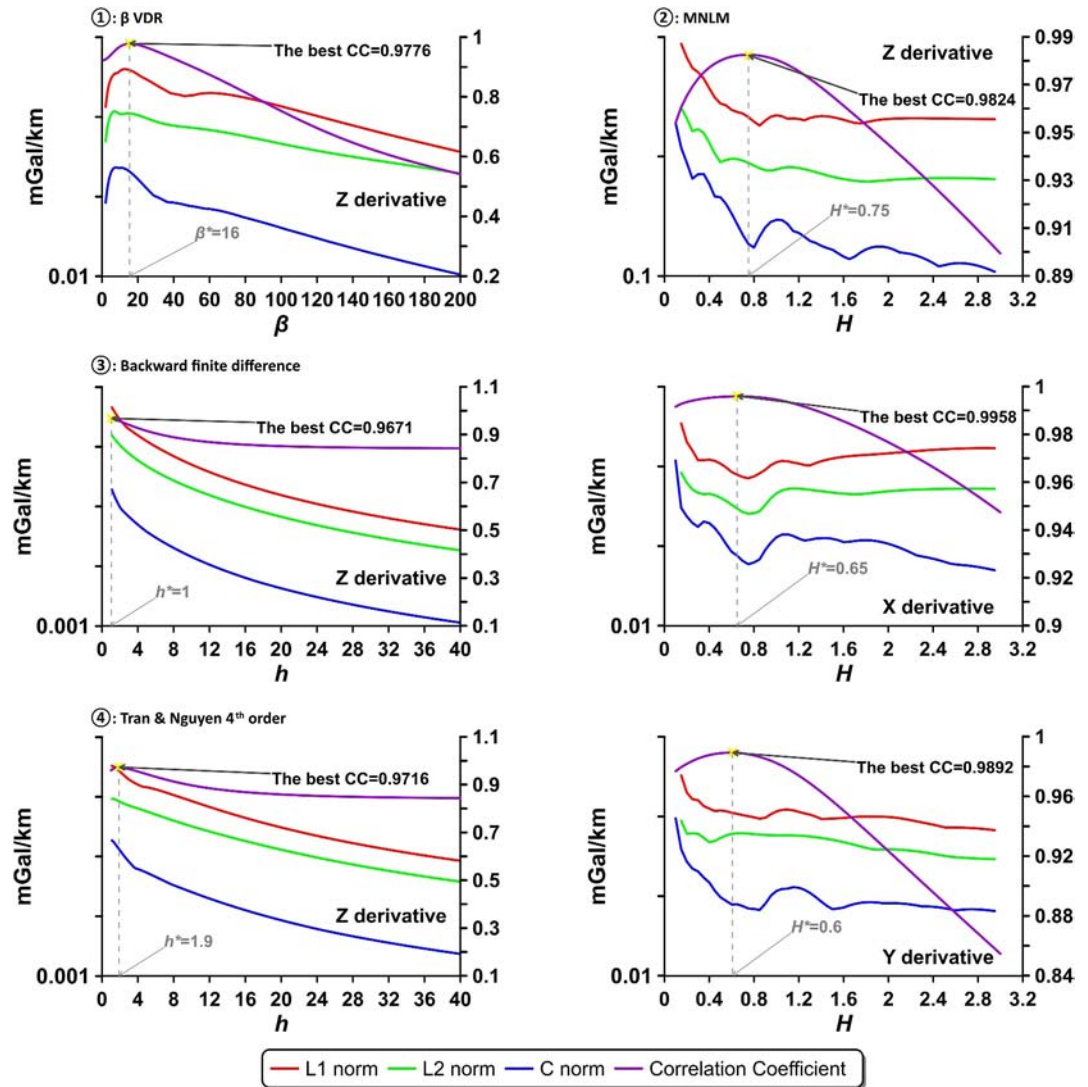 ①: β VDR
mGal/km
0.01
The best CC=0.9776
Z derivative
β*=16
1
0.8
0.6
0.4
0.2
0 20 40 60 80 100 120 140 160 180 200
β
②: MNLM
mGal/km
0.1
Z derivative
The best CC=0.9824
H*=0.75
0.99
0.97
0.95
0.93
0.91
0.89
0 0.4 0.8 1.2 1.6 2 2.4 2.8 3.2
H
③: Backward finite difference
mGal/km
0.001
The best CC=0.9671
Z derivative
h*=1
1.1
0.9
0.7
0.5
0.3
0.1
0 4 8 12 16 20 24 28 32 36 40
h
mGal/km
0.01
The best CC=0.9958
H*=0.65
X derivative
1
0.98
0.96
0.94
0.92
0.9
0 0.4 0.8 1.2 1.6 2 2.4 2.8 3.2
H
④: Tran & Nguyen 4th order
mGal/km
0.001
The best CC=0.9716
Z derivative
h*=1.9
1.1
0.9
0.7
0.5
0.3
0.1
0 4 8 12 16 20 24 28 32 36 40
h
mGal/km
0.01
The best CC=0.9892
H*=0.6
Y derivative
1
0.96
0.92
0.88
0.84
0 0.4 0.8 1.2 1.6 2 2.4 2.8 3.2
H
L1 norm L2 norm C norm Correlation Coefficient